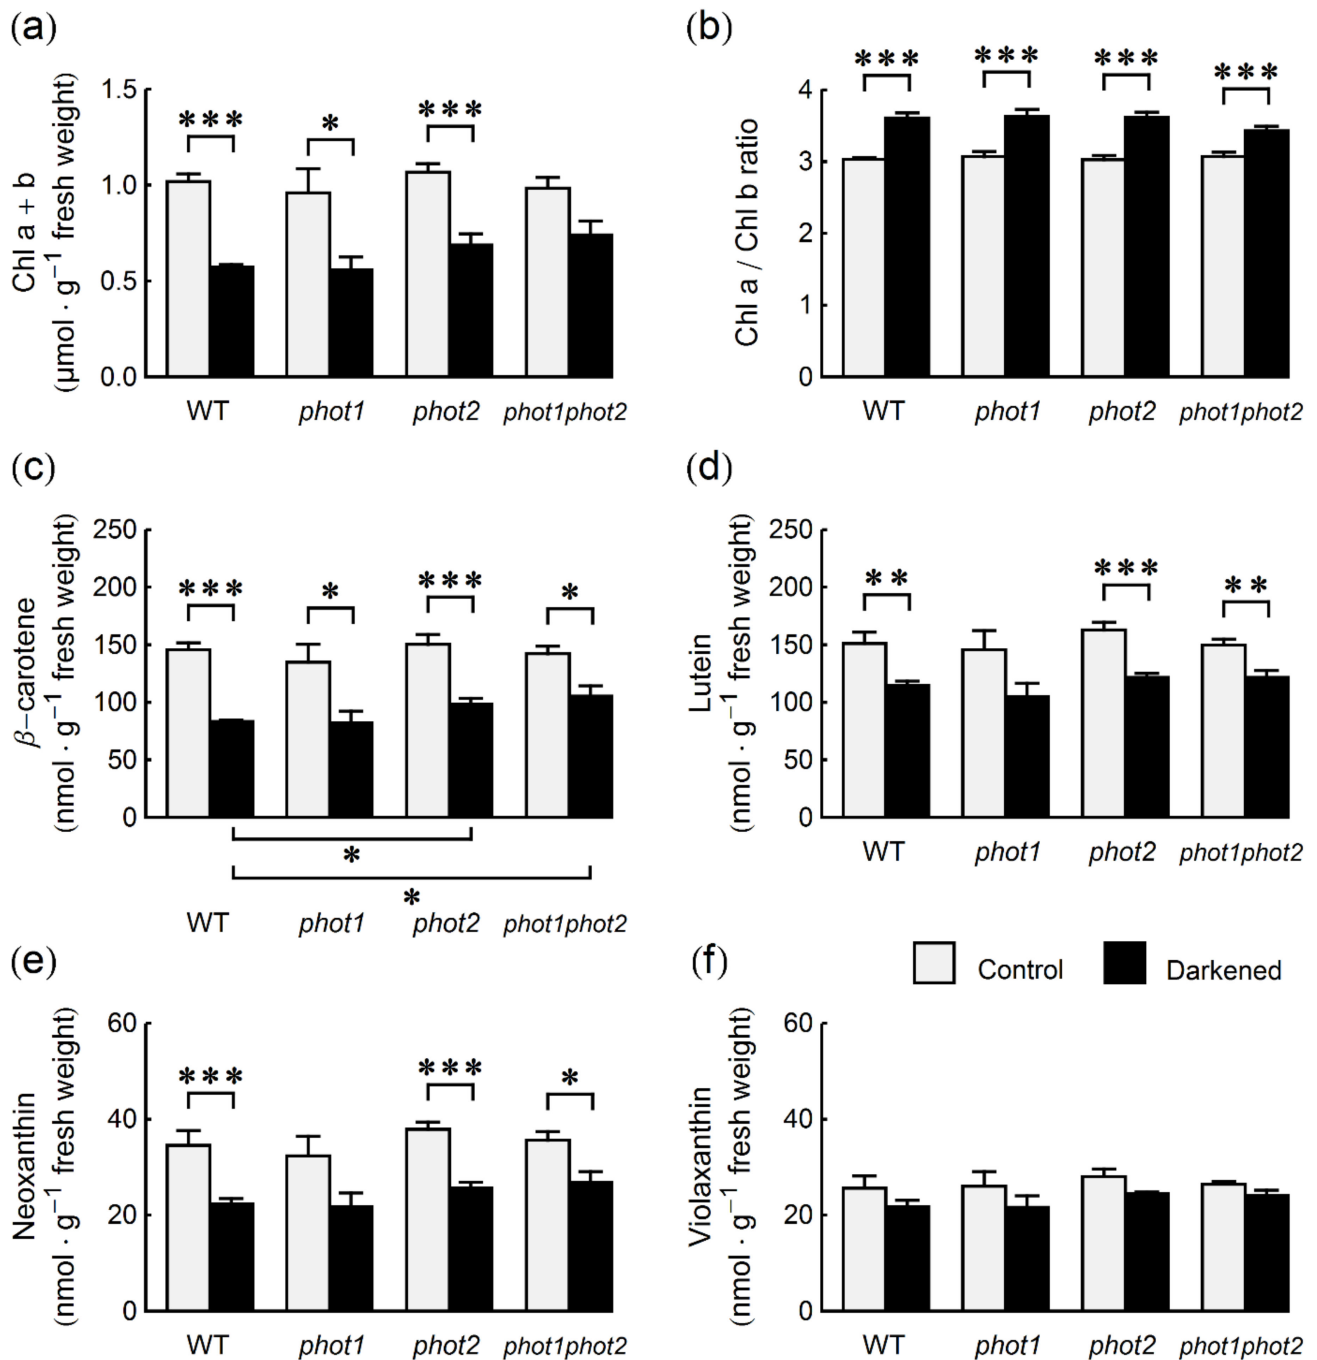 (a)
Chl a + b
(μmol · g⁻¹ fresh weight)
1.5
1.0
0.5
0.0
***
*
***
WT
phot1
phot2
phot1phot2
(b)
Chl a / Chl b ratio
4
3
2
1
0
***
***
***
***
WT
phot1
phot2
phot1phot2
(c)
β−carotene
(nmol · g⁻¹ fresh weight)
250
200
150
100
50
0
***
*
***
*
*
*
WT
phot1
phot2
phot1phot2
(d)
Lutein
(nmol · g⁻¹ fresh weight)
250
200
150
100
50
0
**
***
**
WT
phot1
phot2
phot1phot2
(e)
Neoxanthin
(nmol · g⁻¹ fresh weight)
60
40
20
0
***
***
*
WT
phot1
phot2
phot1phot2
(f)
Control
Darkened
Violaxanthin
(nmol · g⁻¹ fresh weight)
60
40
20
0
WT
phot1
phot2
phot1phot2